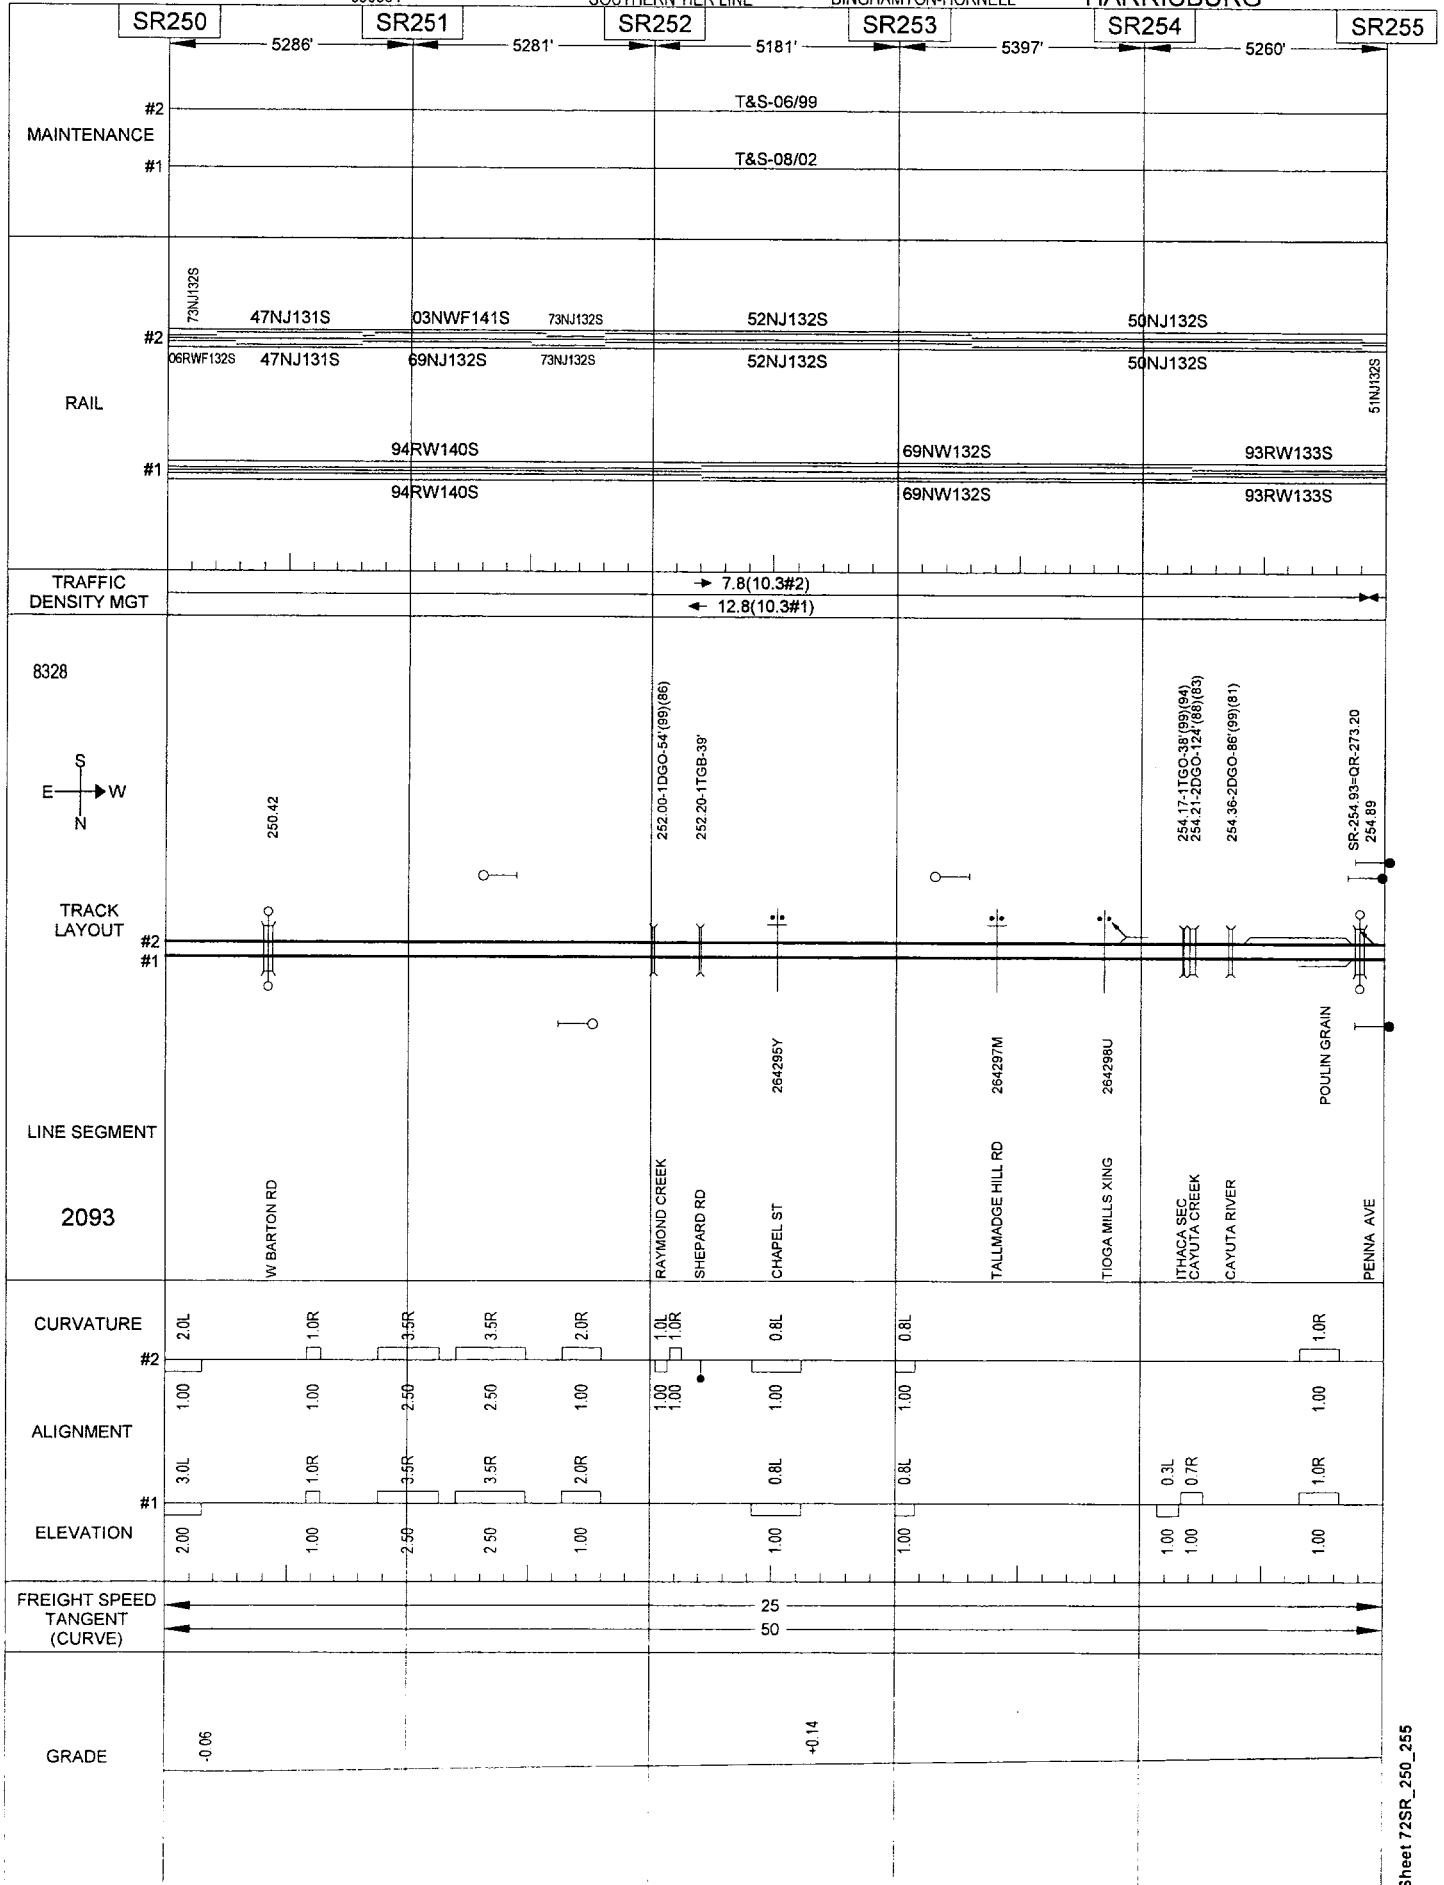 SOUTHERN TIER LINE BINGHAMTON-HORNELL HARRISBURG
SR250 SR251 SR252 SR253 SR254 SR255
5286' 5281' 5181' 5397' 5260'
#2 T&S-06/99
MAINTENANCE
#1 T&S-08/02
73NJ132S
47NJ131S 03NWF141S 73NJ132S 52NJ132S 50NJ132S
#2
06RWF132S 47NJ131S 69NJ132S 73NJ132S 52NJ132S 50NJ132S
51NJ132S
RAIL
94RW140S 69NW132S 93RW133S
#1
94RW140S 69NW132S 93RW133S
TRAFFIC
DENSITY MGT
7.8(10.3#2)
12.8(10.3#1)
8328
S
E W
N
250.42
252.00-1DGO-54'(99)(86)
252.20-1TGB-39'
254.17-1TGO-38'(99)(94)
254.21-2DGO-124'(88)(83)
254.36-2DGO-86'(99)(81)
SR-254.93=QR-273.20
254.89
TRACK
LAYOUT
#2
#1
264295Y
264297M
264298U
POULIN GRAIN
LINE SEGMENT
2093
W BARTON RD
RAYMOND CREEK
SHEPARD RD
CHAPEL ST
TALLMADGE HILL RD
TIOGA MILLS XING
ITHACA SEC
CAYUTA CREEK
CAYUTA RIVER
PENNA AVE
CURVATURE
2.0L 1.0R 3.5R 3.5R 2.0R 1.0L 1.0R 0.8L 0.8L 1.0R
#2
1.00 1.00 2.50 2.50 1.00 1.00 1.00 1.00 1.00 1.00
ALIGNMENT
3.0L 1.0R 3.5R 3.5R 2.0R 0.8L 0.8L 0.3L 0.7R 1.0R
#1
ELEVATION
2.00 1.00 2.50 2.50 1.00 1.00 1.00 1.00 1.00 1.00
FREIGHT SPEED
TANGENT
(CURVE)
25
50
GRADE
-0.06 +0.14
Sheet 72SR_250_255